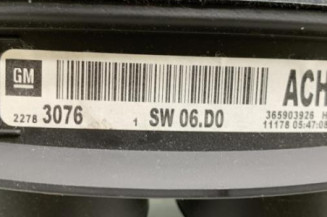 GM
ACH
2278 3076 1 SW 06.D0
365903926 H
11178 05:47:08